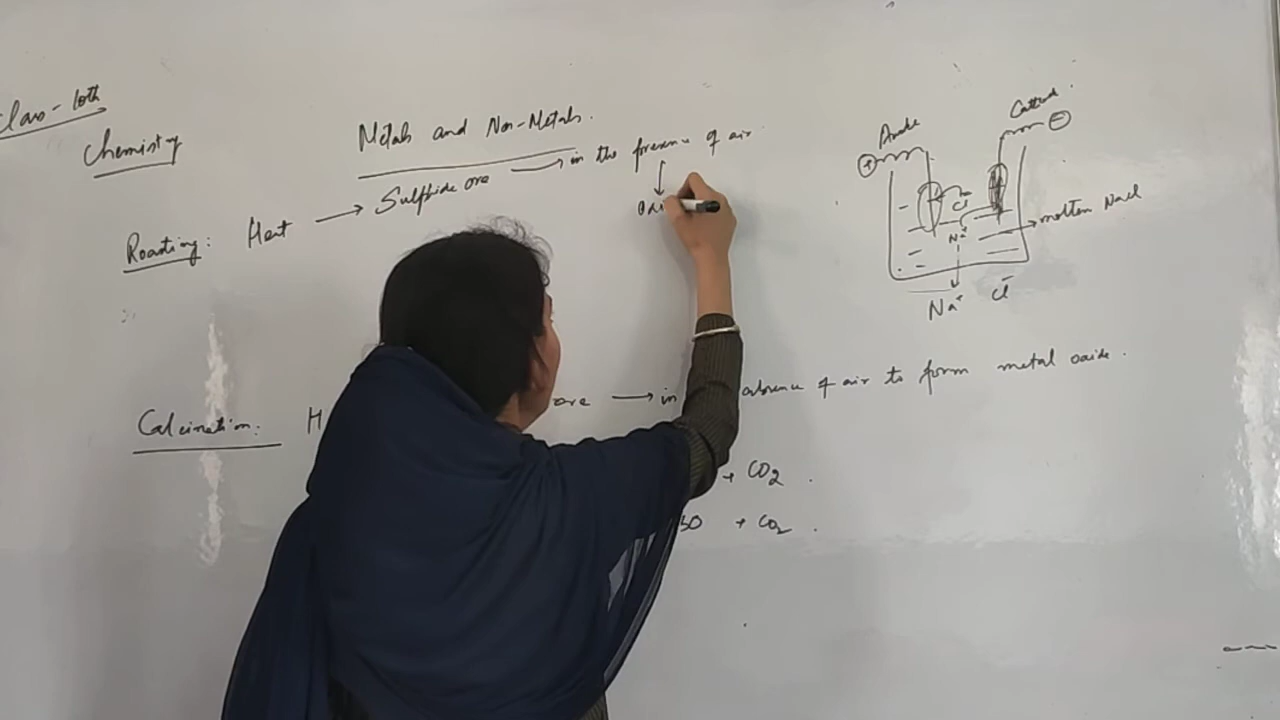 Class - 10th
Chemistry
Metals and Non-Metals.
Roasting: Heat → Sulphide ore → in the presence of air
↓
Oxi
Calcination: H ore → in absence of air to form metal oxide.
+ CO2 .
O + CO2 .
Anode
Cathode
+
-
Cl-
Na+
→ molten NaCl
Na+ Cl-